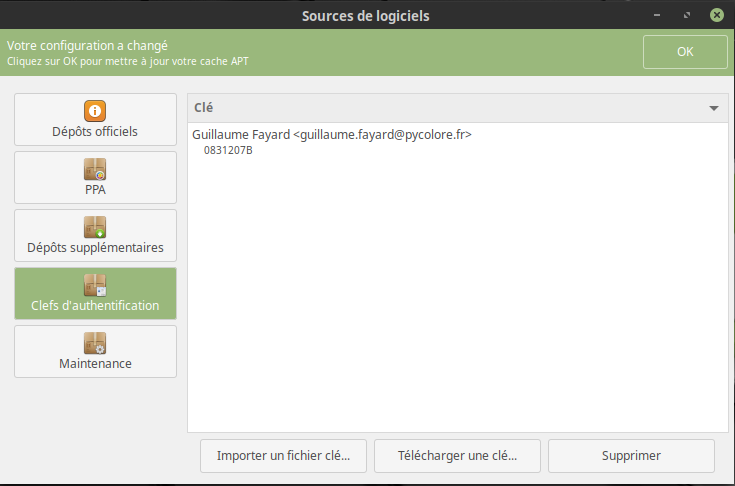 Sources de logiciels
Votre configuration a changé
Cliquez sur OK pour mettre à jour votre cache APT
OK
Dépôts officiels
PPA
Dépôts supplémentaires
Clefs d'authentification
Maintenance
Clé
Guillaume Fayard <guillaume.fayard@pycolore.fr>
0831207B
Importer un fichier clé...
Télécharger une clé...
Supprimer